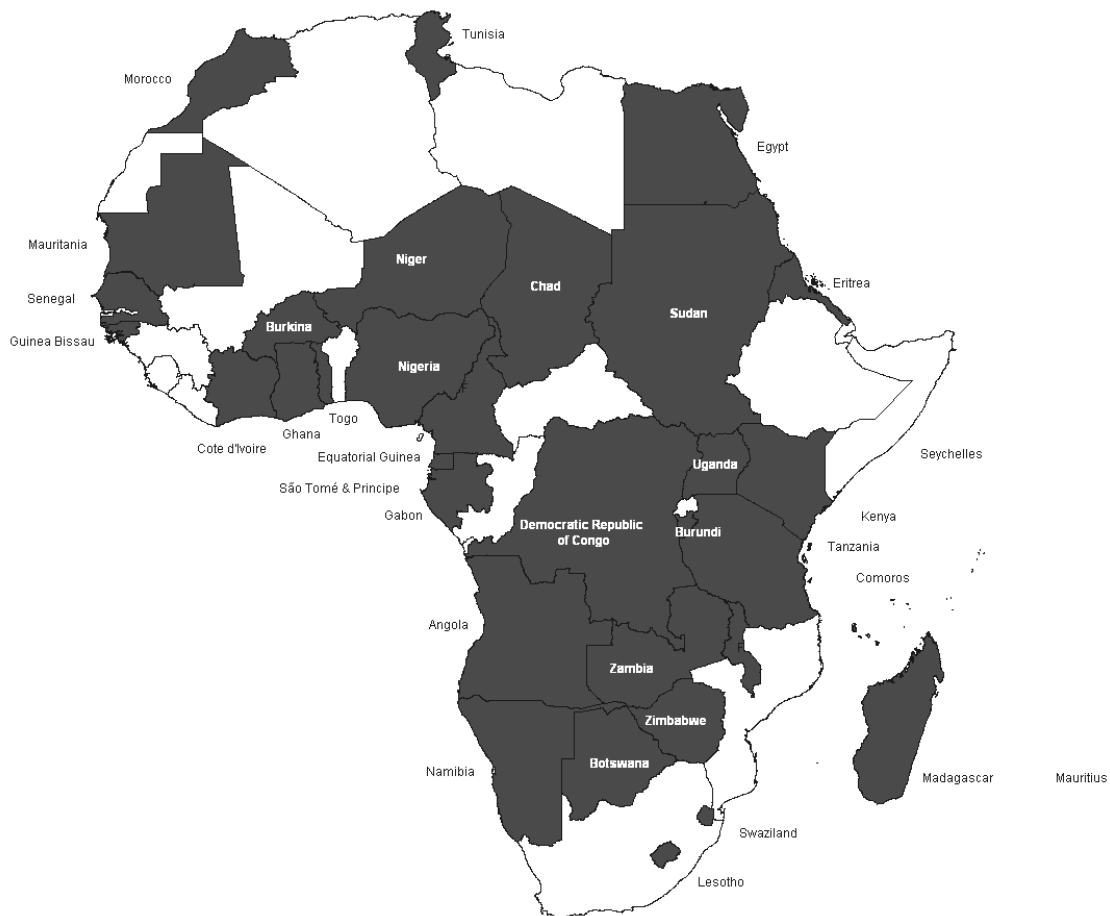 Tunisia
Morocco
Egypt
Mauritania
Niger
Chad
Eritrea
Senegal
Sudan
Burkina
Guinea Bissau
Nigeria
Togo
Ghana
Cote d'Ivoire
Seychelles
Equatorial Guinea
Uganda
São Tomé & Principe
Gabon
Kenya
Democratic Republic
of Congo
Burundi
Tanzania
Comoros
Angola
Zambia
Zimbabwe
Botswana
Namibia
Madagascar
Mauritius
Swaziland
Lesotho